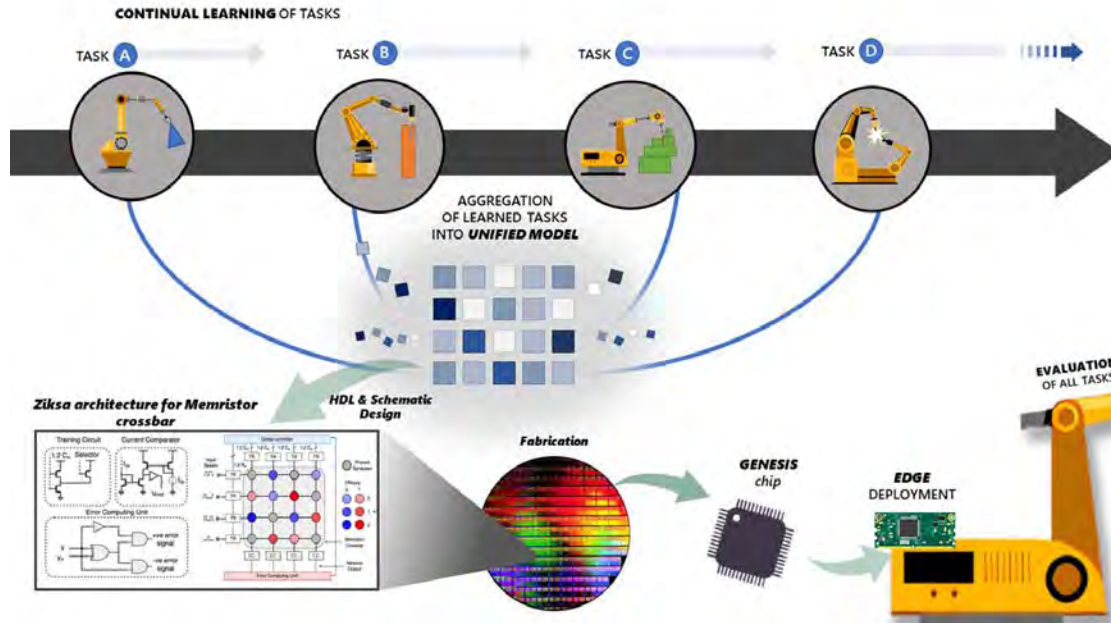 CONTINUAL LEARNING OF TASKS
TASK A
TASK B
TASK C
TASK D
AGGREGATION
OF LEARNED TASKS
INTO UNIFIED MODEL
EVALUATION
OF ALL TASKS
Ziksa architecture for Memristor
crossbar
HDL & Schematic
Design
Training Circuit
Selector
Current Comparator
Error Computing Unit
+ve error
signal
-ve error
signal
Error Computing Unit
Fabrication
GENESIS
chip
EDGE
DEPLOYMENT